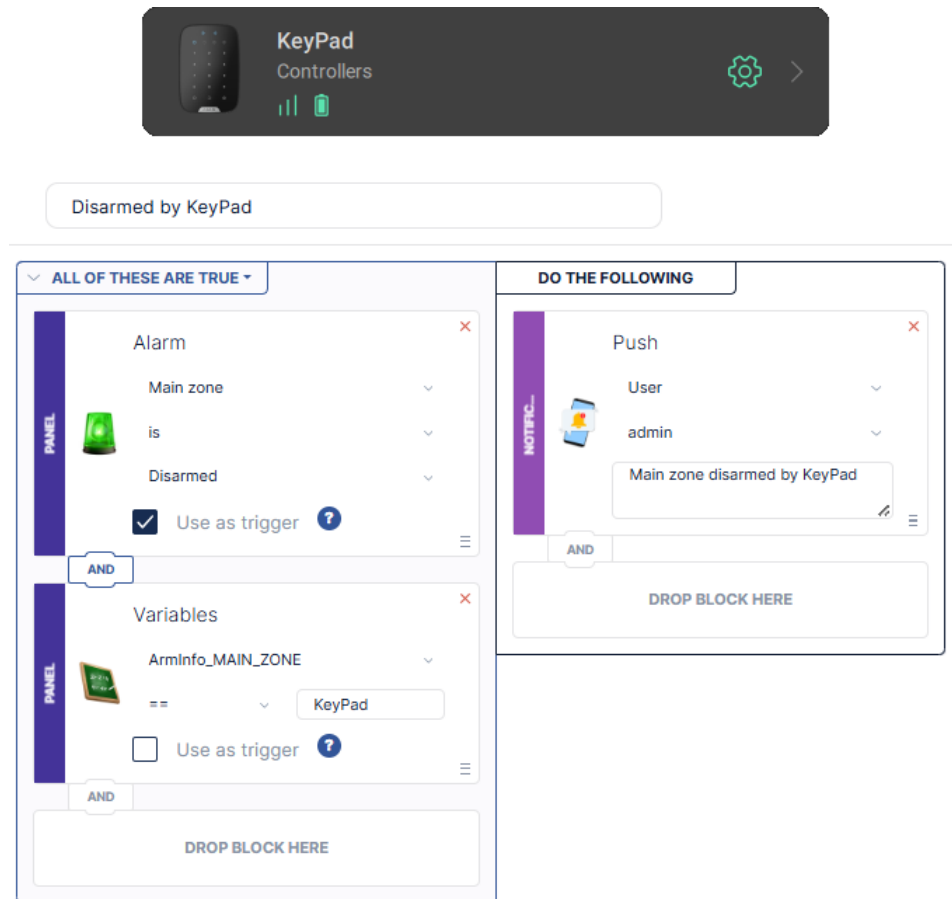 KeyPad
Controllers
Disarmed by KeyPad
ALL OF THESE ARE TRUE
PANEL
Alarm
Main zone
is
Disarmed
Use as trigger ?
AND
PANEL
Variables
ArmInfo_MAIN_ZONE
== KeyPad
Use as trigger ?
AND
DROP BLOCK HERE
DO THE FOLLOWING
NOTIFIC...
Push
User
admin
Main zone disarmed by KeyPad
AND
DROP BLOCK HERE